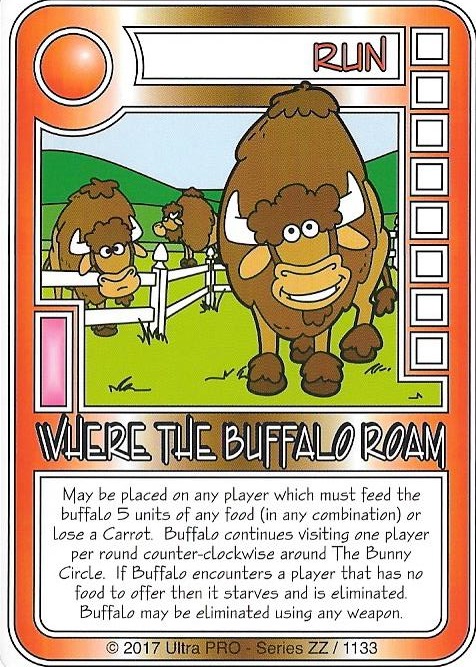 RUN
WHERE THE BUFFALO ROAM
May be placed on any player which must feed the
buffalo 5 units of any food (in any combination) or
lose a Carrot. Buffalo continues visiting one player
per round counter-clockwise around The Bunny
Circle. If Buffalo encounters a player that has no
food to offer then it starves and is eliminated.
Buffalo may be eliminated using any weapon.
© 2017 Ultra PRO - Series ZZ / 1133